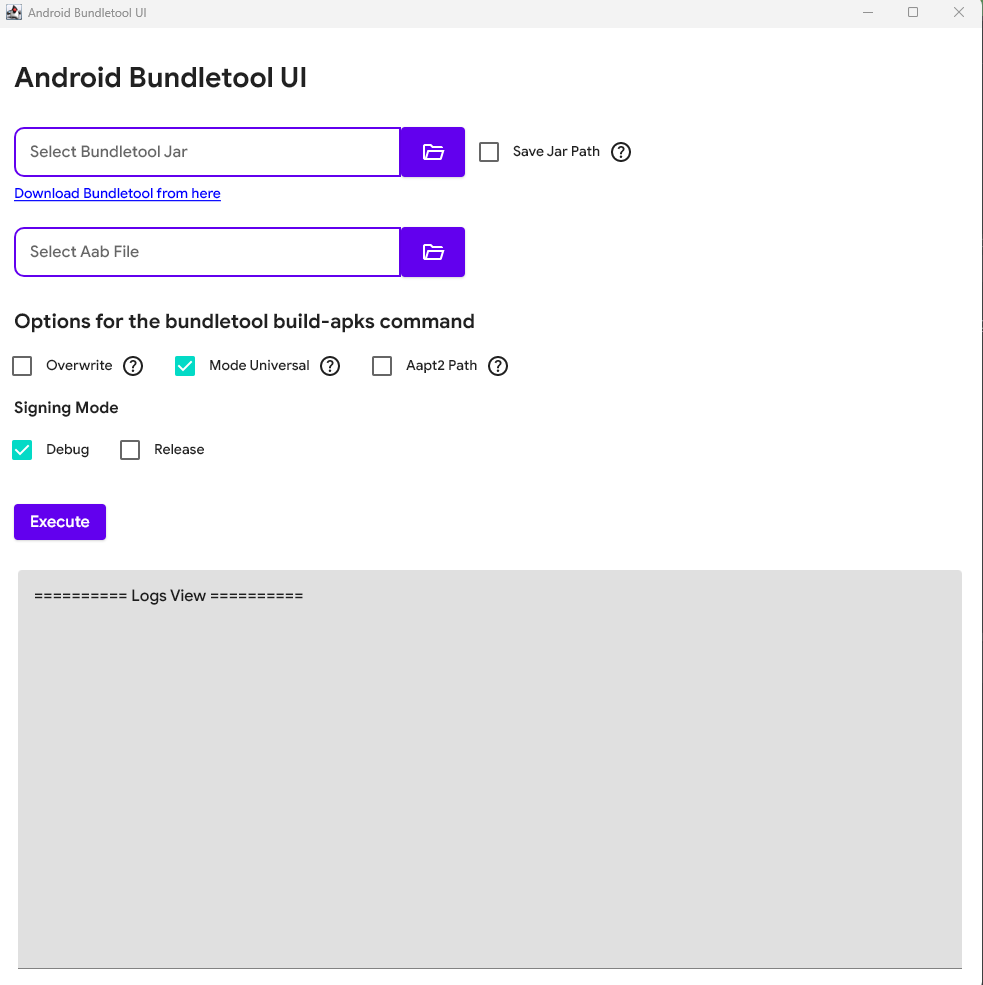 Android Bundletool UI
Android Bundletool UI
Select Bundletool Jar
Save Jar Path ?
Download Bundletool from here
Select Aab File
Options for the bundletool build-apks command
Overwrite ? Mode Universal ? Aapt2 Path ?
Signing Mode
Debug Release
Execute
========== Logs View ==========